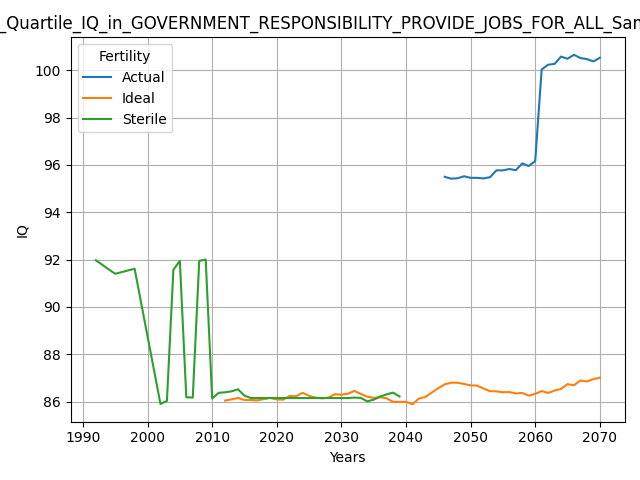 _Quartile_IQ_in_GOVERNMENT_RESPONSIBILITY_PROVIDE_JOBS_FOR_ALL_Sam
Fertility
Actual
Ideal
Sterile
IQ
100
98
96
94
92
90
88
86
1990 2000 2010 2020 2030 2040 2050 2060 2070
Years